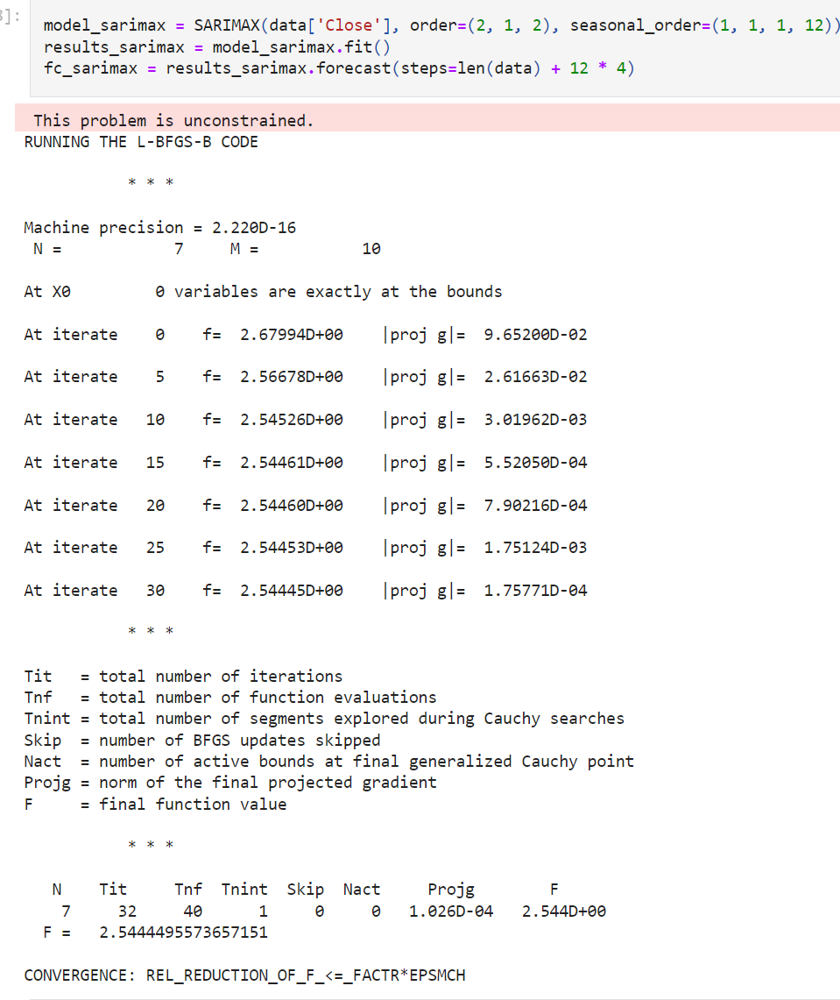 3]:
model_sarimax = SARIMAX(data['Close'], order=(2, 1, 2), seasonal_order=(1, 1, 1, 12))
results_sarimax = model_sarimax.fit()
fc_sarimax = results_sarimax.forecast(steps=len(data) + 12 * 4)
This problem is unconstrained.
RUNNING THE L-BFGS-B CODE
* * *
Machine precision = 2.220D-16
N = 7 M = 10
At X0 0 variables are exactly at the bounds
At iterate 0 f= 2.67994D+00 |proj g|= 9.65200D-02
At iterate 5 f= 2.56678D+00 |proj g|= 2.61663D-02
At iterate 10 f= 2.54526D+00 |proj g|= 3.01962D-03
At iterate 15 f= 2.54461D+00 |proj g|= 5.52050D-04
At iterate 20 f= 2.54460D+00 |proj g|= 7.90216D-04
At iterate 25 f= 2.54453D+00 |proj g|= 1.75124D-03
At iterate 30 f= 2.54445D+00 |proj g|= 1.75771D-04
* * *
Tit = total number of iterations
Tnf = total number of function evaluations
Tnint = total number of segments explored during Cauchy searches
Skip = number of BFGS updates skipped
Nact = number of active bounds at final generalized Cauchy point
Projg = norm of the final projected gradient
F = final function value
* * *
N Tit Tnf Tnint Skip Nact Projg F
7 32 40 1 0 0 1.026D-04 2.544D+00
F = 2.5444495573657151
CONVERGENCE: REL_REDUCTION_OF_F_<=_FACTR*EPSMCH